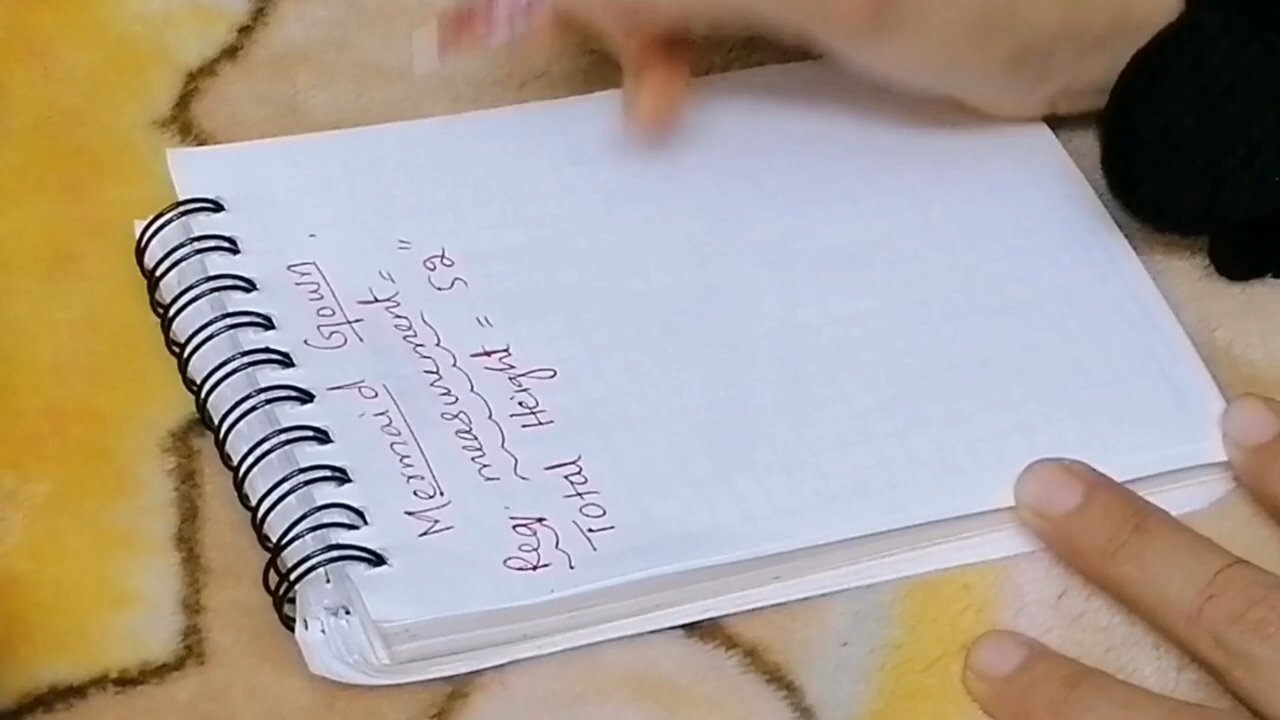 Mermaid Gown.
Req. measurement =
Total Height = 52"